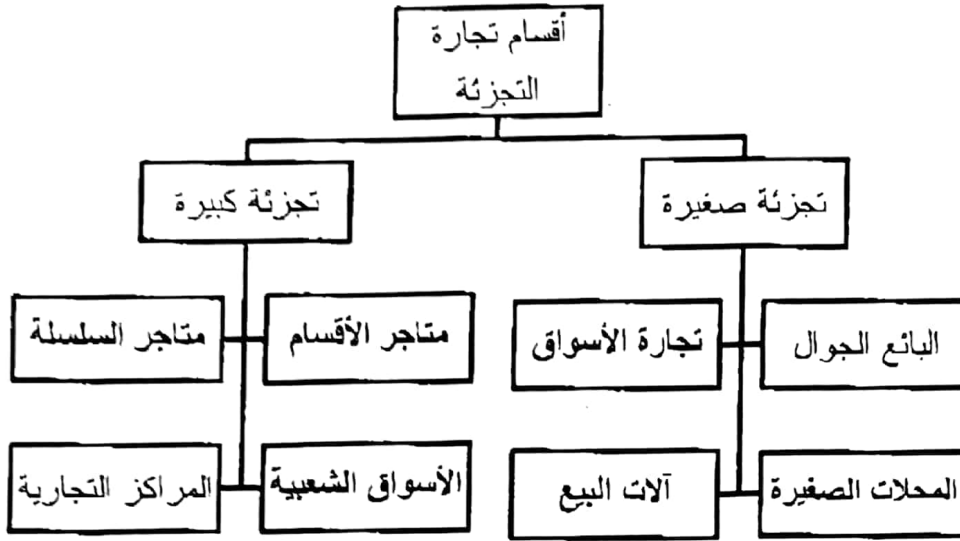 أقسام تجارة
التجزئة
تجزئة صغيرة
تجزئة كبيرة
البائع الجوال
تجارة الأسواق
متاجر الأقسام
متاجر السلسلة
المحلات الصغيرة
آلات البيع
الأسواق الشعبية
المراكز التجارية